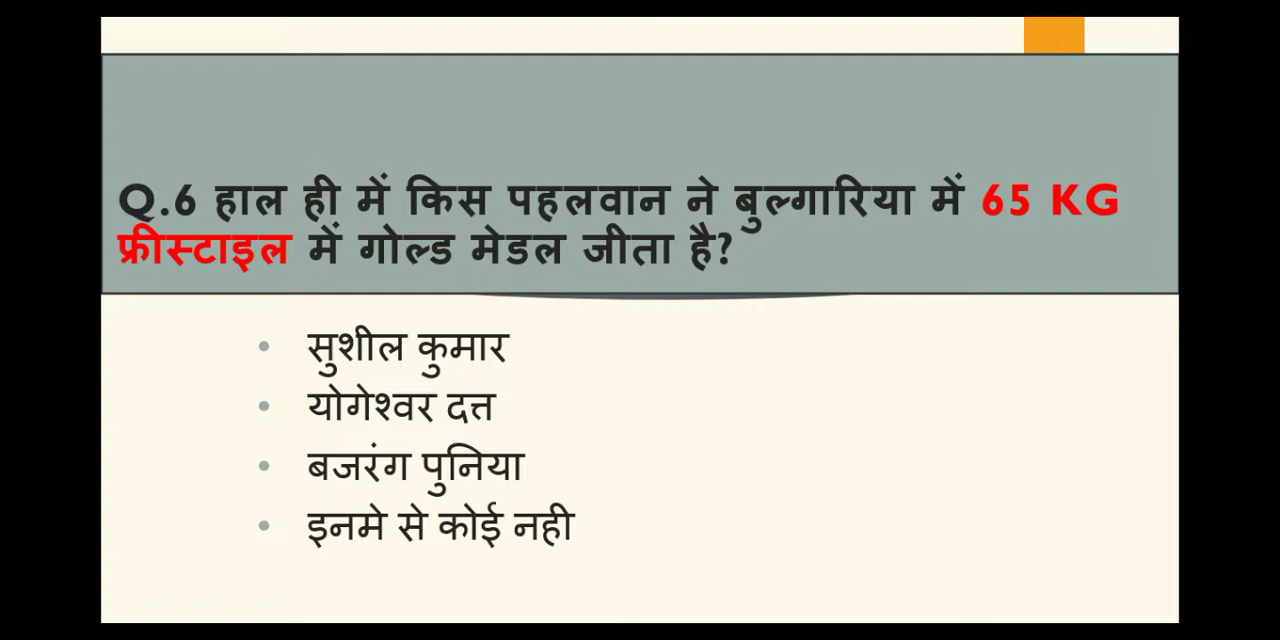 Q.6 हाल ही में किस पहलवान ने बुल्गारिया में 65 KG
फ्रीस्टाइल में गोल्ड मेडल जीता है?
• सुशील कुमार
• योगेश्वर दत्त
• बजरंग पुनिया
• इनमे से कोई नही